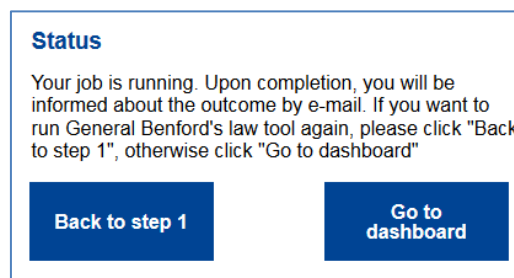 Status
Your job is running. Upon completion, you will be
informed about the outcome by e-mail. If you want to
run General Benford's law tool again, please click "Back
to step 1", otherwise click "Go to dashboard"
Back to step 1
Go to
dashboard